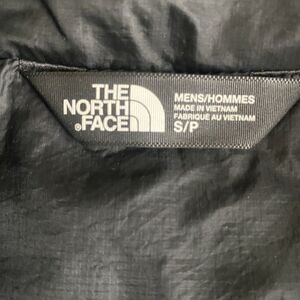 THE
NORTH
®FACE
MENS/HOMMES
MADE IN VIETNAM
FABRIQUÉ AU VIETNAM
S/P